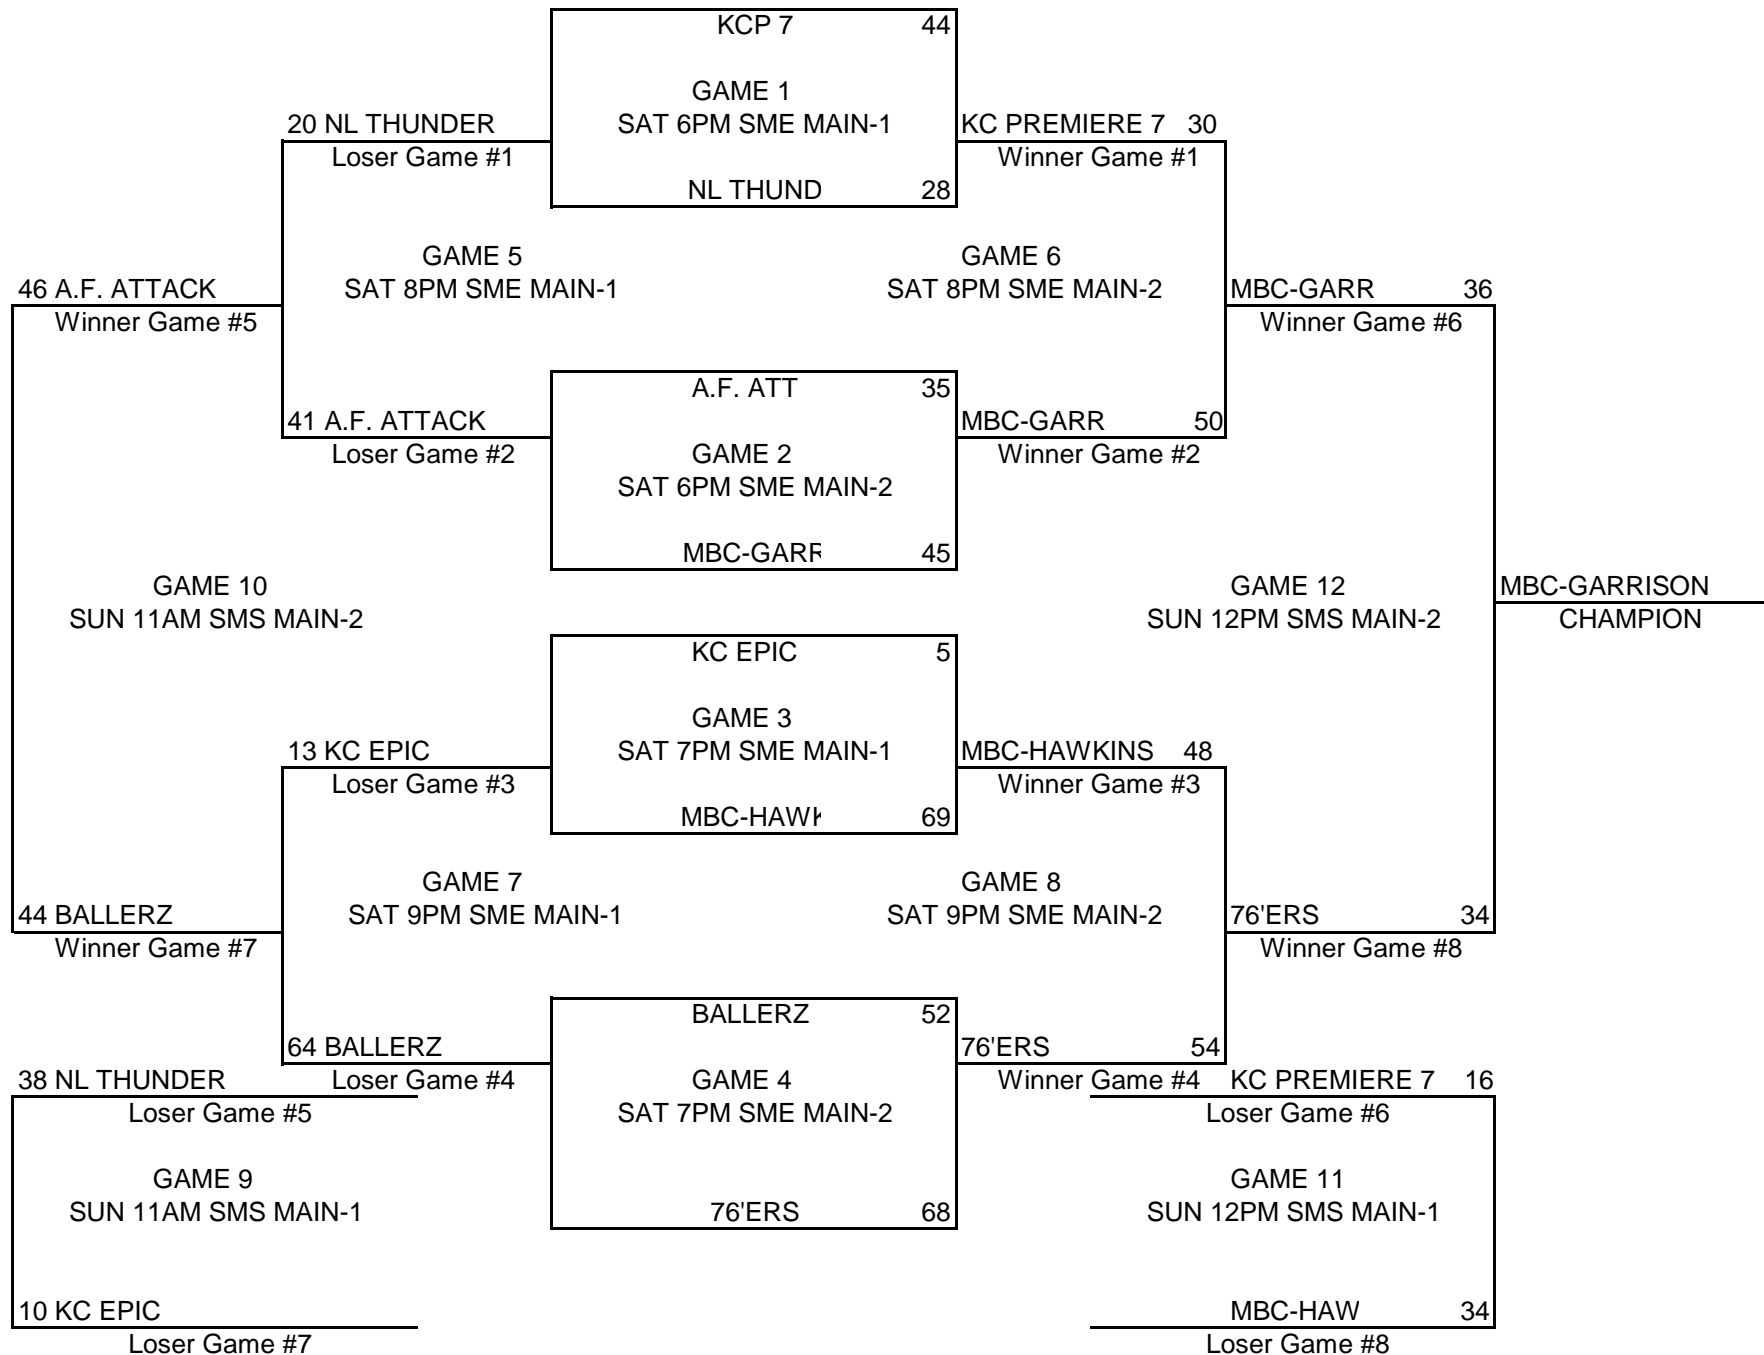 KCP 7 44
GAME 1
20 NL THUNDER SAT 6PM SME MAIN-1 KC PREMIERE 7 30
Loser Game #1 Winner Game #1
NL THUND 28
GAME 5 GAME 6
46 A.F. ATTACK SAT 8PM SME MAIN-1 SAT 8PM SME MAIN-2 MBC-GARR 36
Winner Game #5 Winner Game #6
A.F. ATT 35
41 A.F. ATTACK MBC-GARR 50
Loser Game #2 GAME 2 Winner Game #2
SAT 6PM SME MAIN-2
MBC-GARR 45
GAME 10 GAME 12 MBC-GARRISON
SUN 11AM SMS MAIN-2 SUN 12PM SMS MAIN-2 CHAMPION
KC EPIC 5
GAME 3
13 KC EPIC SAT 7PM SME MAIN-1 MBC-HAWKINS 48
Loser Game #3 Winner Game #3
MBC-HAWK 69
GAME 7 GAME 8
44 BALLERZ SAT 9PM SME MAIN-1 SAT 9PM SME MAIN-2 76'ERS 34
Winner Game #7 Winner Game #8
BALLERZ 52
64 BALLERZ 76'ERS 54
38 NL THUNDER Loser Game #4 GAME 4 Winner Game #4 KC PREMIERE 7 16
Loser Game #5 SAT 7PM SME MAIN-2 Loser Game #6
GAME 9 GAME 11
SUN 11AM SMS MAIN-1 76'ERS 68 SUN 12PM SMS MAIN-1
10 KC EPIC MBC-HAW 34
Loser Game #7 Loser Game #8